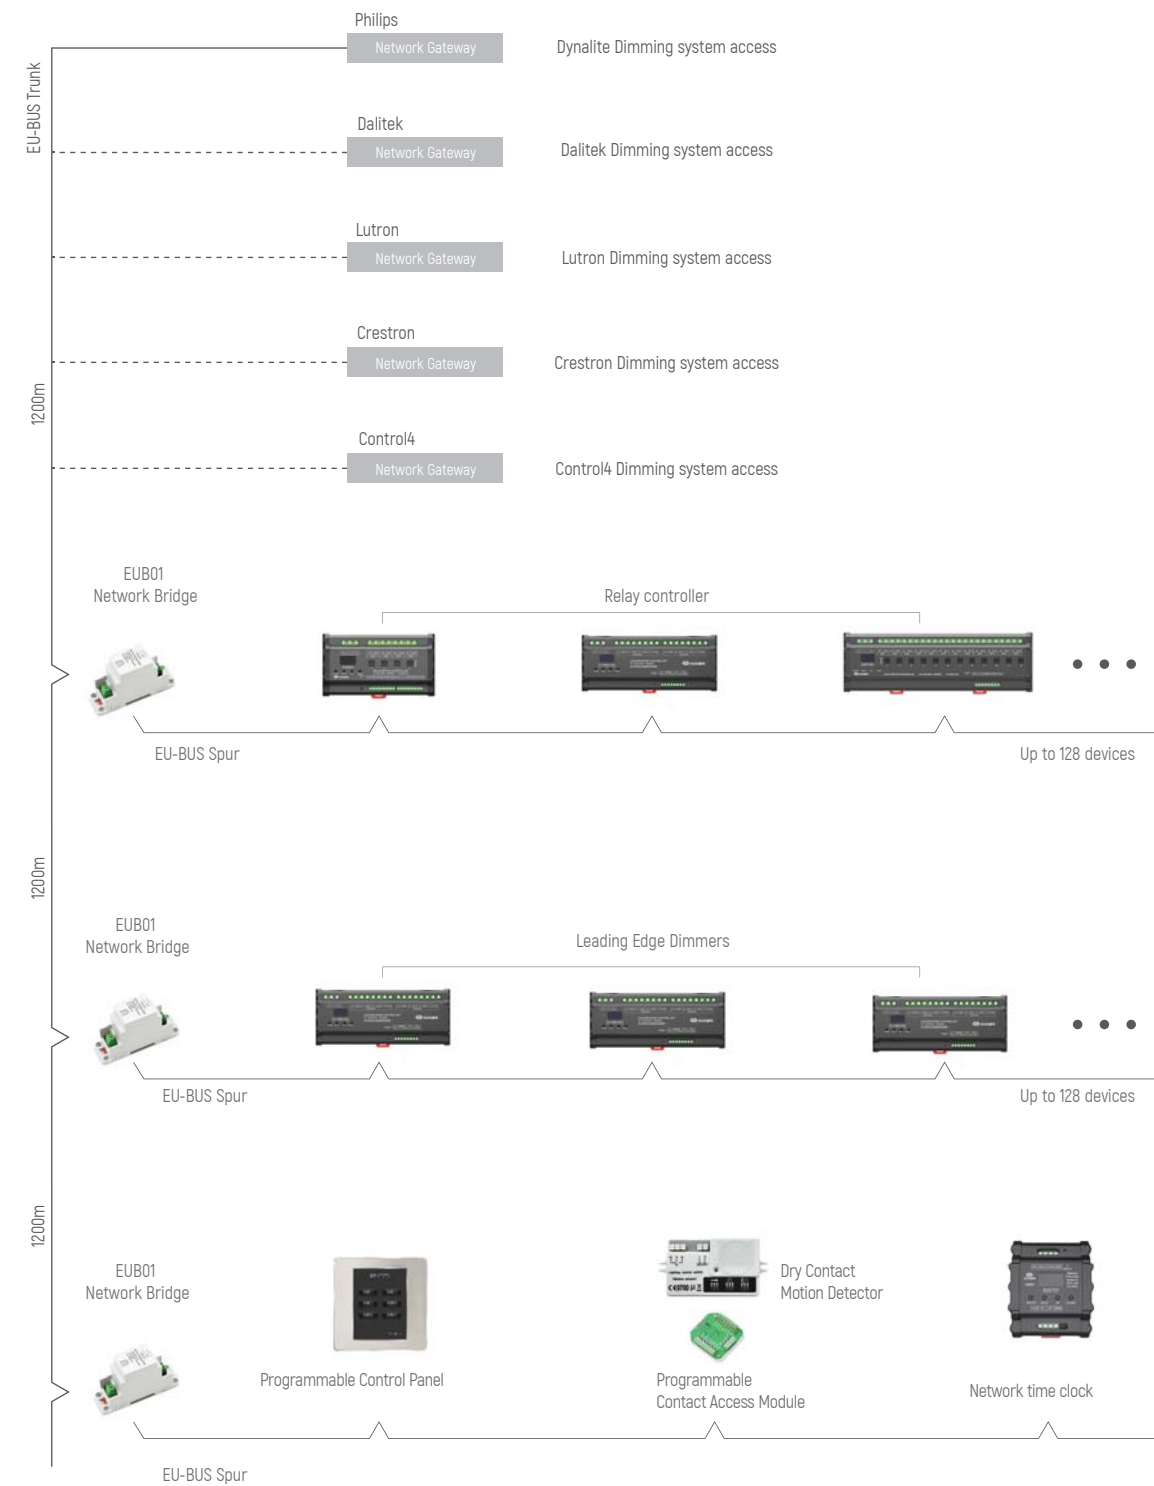 Philips
Network Gateway
Dynalite Dimming system access
EU-BUS Trunk
Dalitek
Network Gateway
Dalitek Dimming system access
Lutron
Network Gateway
Lutron Dimming system access
Crestron
Network Gateway
Crestron Dimming system access
1200m
Control4
Network Gateway
Control4 Dimming system access
EUB01
Network Bridge
Relay controller
EU-BUS Spur
Up to 128 devices
1200m
EUB01
Network Bridge
Leading Edge Dimmers
EU-BUS Spur
Up to 128 devices
1200m
EUB01
Network Bridge
Dry Contact
Motion Detector
Programmable Control Panel
Programmable
Contact Access Module
Network time clock
EU-BUS Spur